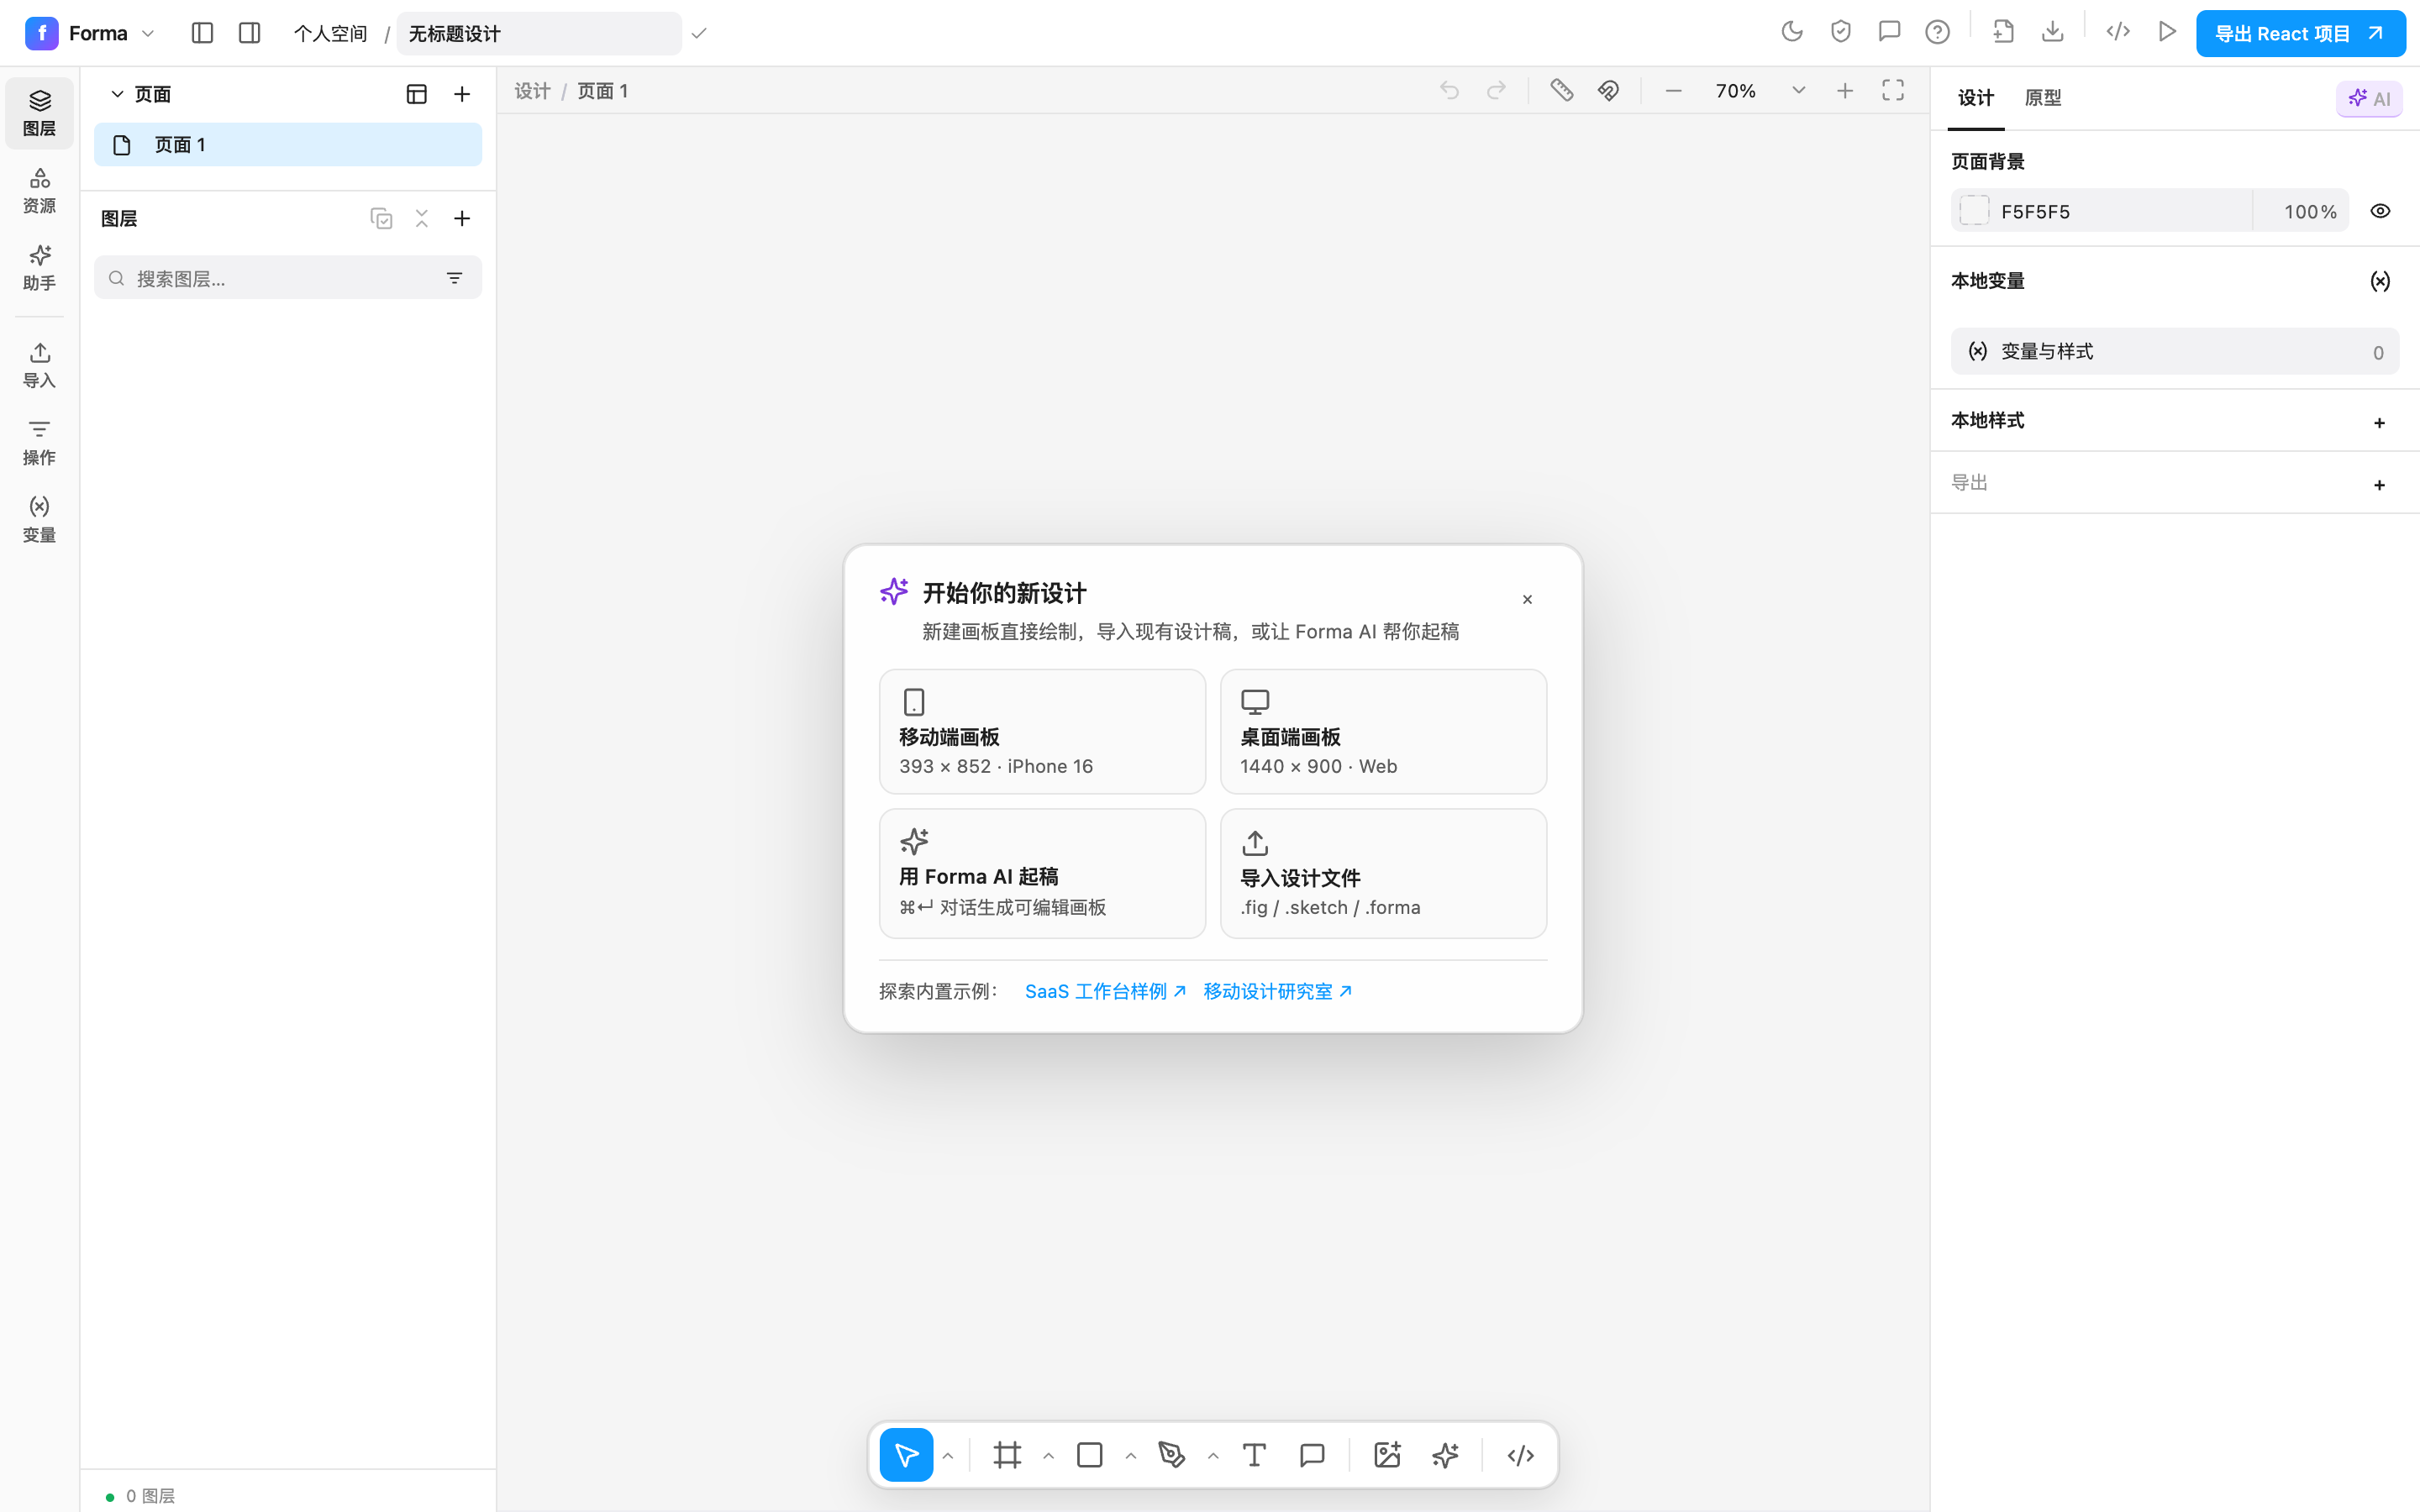 f Forma 个人空间 / 无标题设计
导出 React 项目
图层
资源
助手
导入
操作
变量
页面
页面 1
图层
搜索图层...
0 图层
设计 / 页面 1
70%
开始你的新设计
×
新建画板直接绘制，导入现有设计稿，或让 Forma AI 帮你起稿
移动端画板
393 × 852 · iPhone 16
桌面端画板
1440 × 900 · Web
用 Forma AI 起稿
⌘↵ 对话生成可编辑画板
导入设计文件
.fig / .sketch / .forma
探索内置示例： SaaS 工作台样例 ↗ 移动设计研究室 ↗
设计 原型 AI
页面背景
F5F5F5 100%
本地变量
变量与样式 0
本地样式 +
导出 +